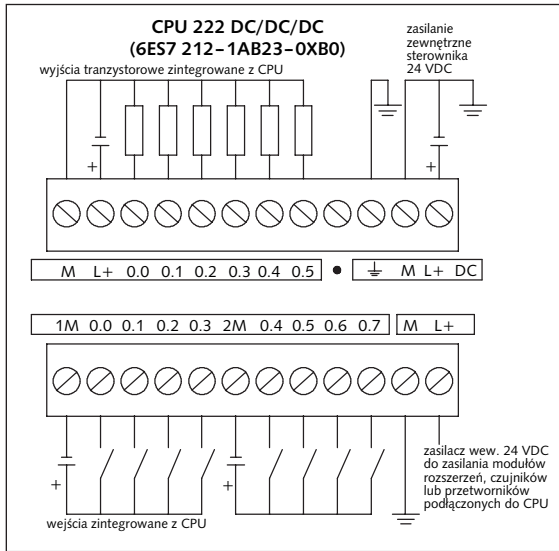 CPU 222 DC/DC/DC
(6ES7 212–1AB23–0XB0)
zasilanie
zewnętrzne
sterownika
24 VDC
wyjścia tranzystorowe zintegrowane z CPU
+ +
M L+ 0.0 0.1 0.2 0.3 0.4 0.5 • ⏚ M L+ DC
1M 0.0 0.1 0.2 0.3 2M 0.4 0.5 0.6 0.7 M L+
+ +
zasilacz wew. 24 VDC
do zasilania modułów
rozszerzeń, czujników
lub przetworników
podłączonych do CPU
wejścia zintegrowane z CPU